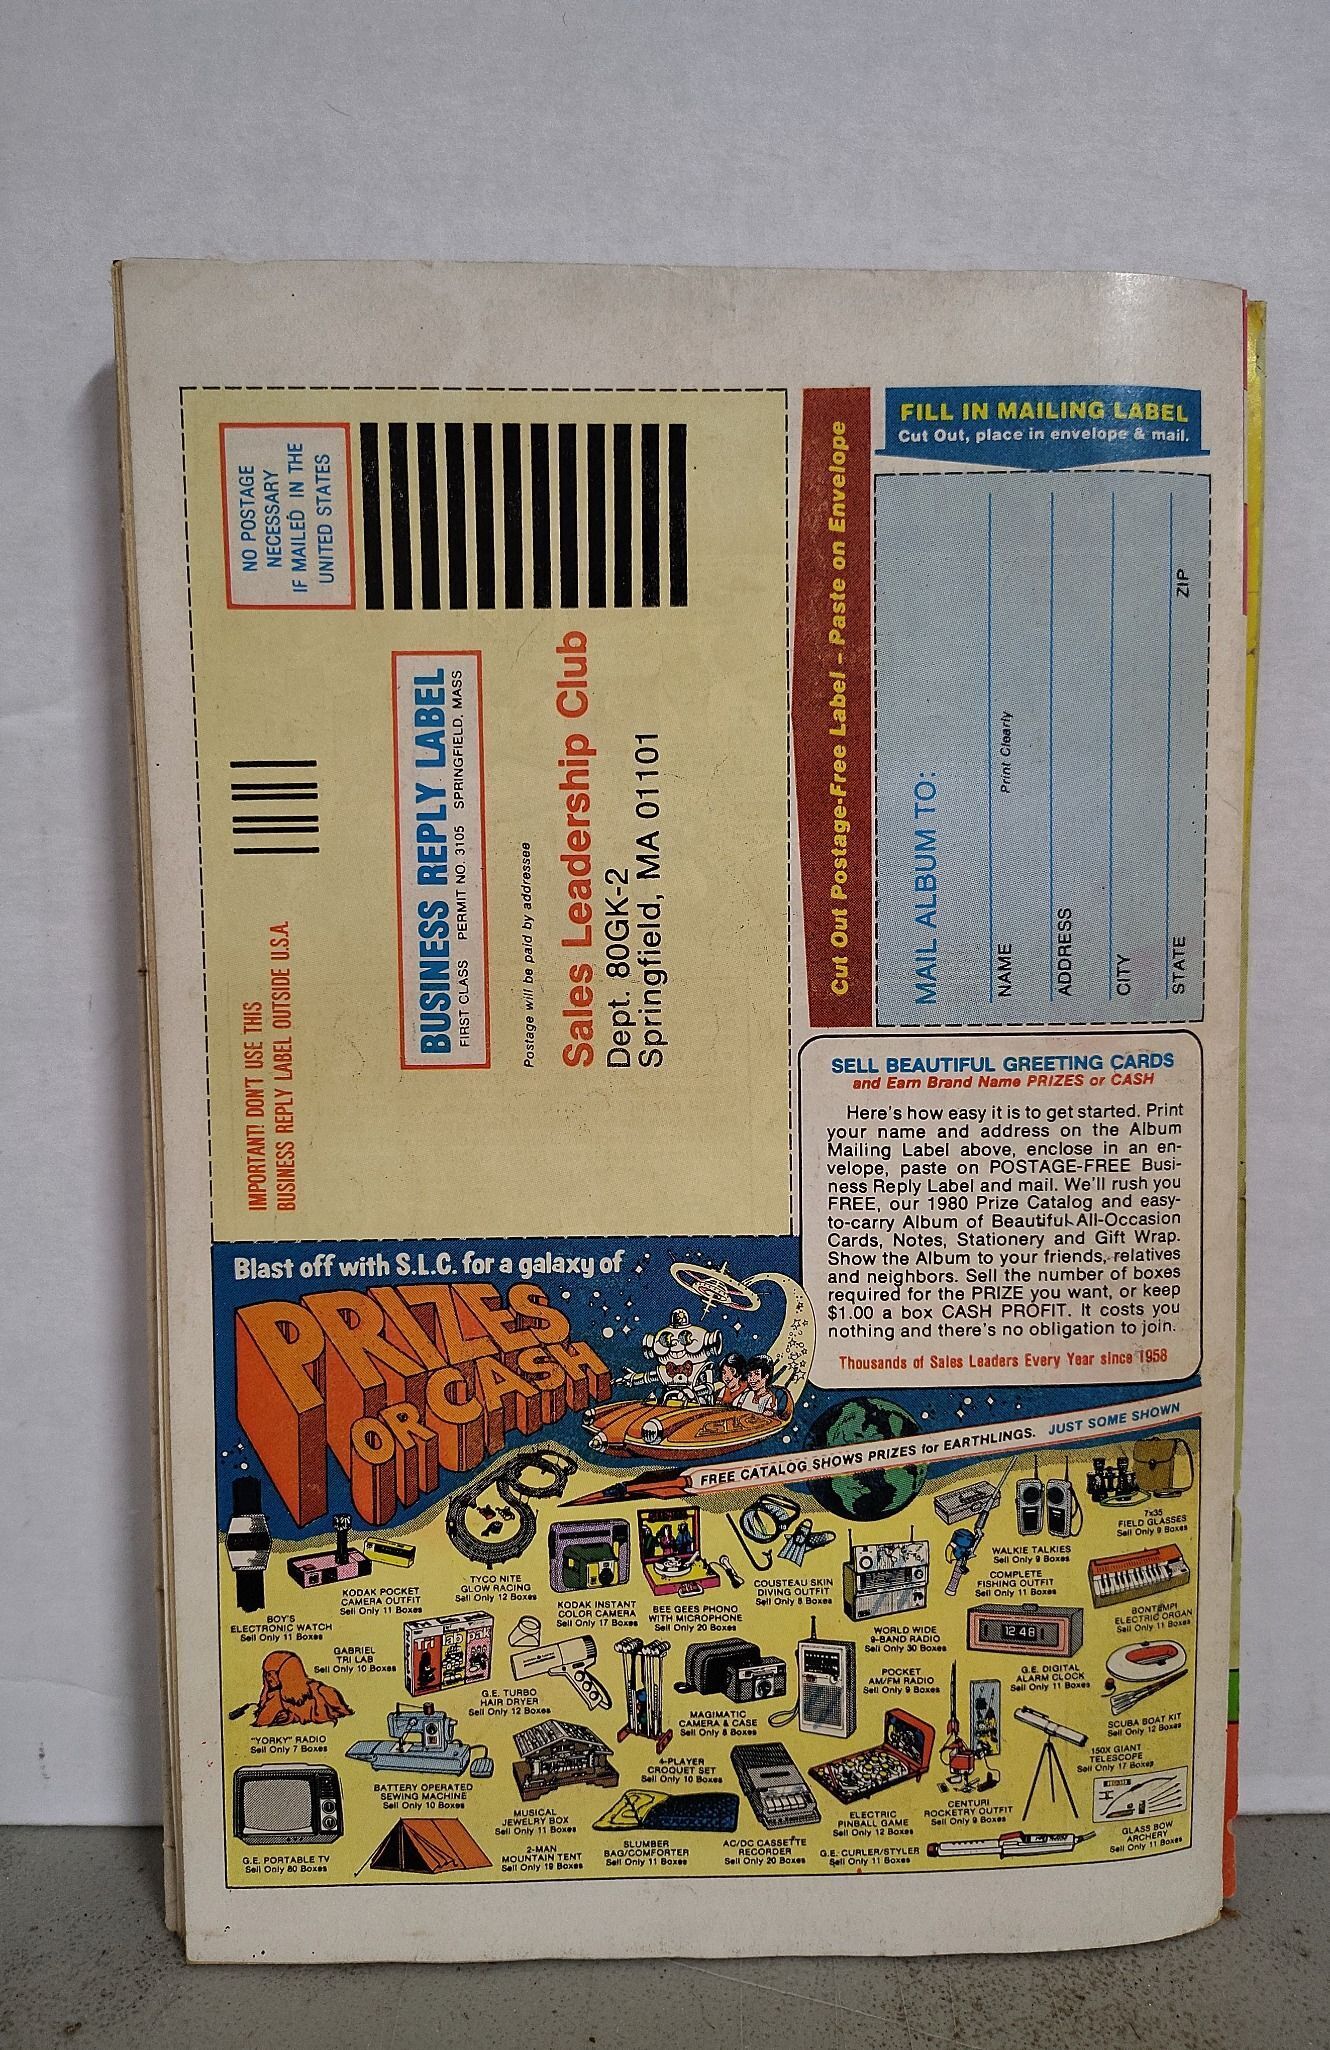 NO POSTAGE
NECESSARY
IF MAILED IN THE
UNITED STATES
IMPORTANT! DON'T USE THIS
BUSINESS REPLY LABEL OUTSIDE U.S.A.
BUSINESS REPLY LABEL
FIRST CLASS PERMIT NO. 3105 SPRINGFIELD, MASS
Postage will be paid by addressee
Sales Leadership Club
Dept. 80GK-2
Springfield, MA 01101
Cut Out Postage-Free Label - Paste on Envelope
FILL IN MAILING LABEL
Cut Out, place in envelope & mail.
MAIL ALBUM TO:
Print Clearly
NAME
ADDRESS
CITY
STATE ZIP
SELL BEAUTIFUL GREETING CARDS
and Earn Brand Name PRIZES or CASH
Here's how easy it is to get started. Print
your name and address on the Album
Mailing Label above, enclose in an en-
velope, paste on POSTAGE-FREE Busi-
ness Reply Label and mail. We'll rush you
FREE, our 1980 Prize Catalog and easy-
to-carry Album of Beautiful All-Occasion
Cards, Notes, Stationery and Gift Wrap.
Show the Album to your friends, relatives
and neighbors. Sell the number of boxes
required for the PRIZE you want, or keep
$1.00 a box CASH PROFIT. It costs you
nothing and there's no obligation to join.
Thousands of Sales Leaders Every Year since 1958
Blast off with S.L.C. for a galaxy of
PRIZES
OR CASH
SLC
FREE CATALOG SHOWS PRIZES for EARTHLINGS. JUST SOME SHOWN
7x35
FIELD GLASSES
Sell Only 9 Boxes
WALKIE TALKIES
Sell Only 9 Boxes
COMPLETE
FISHING OUTFIT
Sell Only 11 Boxes
COUSTEAU SKIN
DIVING OUTFIT
Sell Only 8 Boxes
TYCO NITE
GLOW RACING
Sell Only 12 Boxes
KODAK POCKET
CAMERA OUTFIT
Sell Only 11 Boxes
KODAK INSTANT
COLOR CAMERA
Sell Only 17 Boxes
BEE GEES PHONO
WITH MICROPHONE
Sell Only 20 Boxes
BOY'S
ELECTRONIC WATCH
Sell Only 11 Boxes
WORLD WIDE
9-BAND RADIO
Sell Only 30 Boxes
BONTEMPI
ELECTRIC ORGAN
Sell Only 11 Boxes
GABRIEL
TRI LAB
Sell Only 10 Boxes
Tri lab pak
12 48
G.E. TURBO
HAIR DRYER
Sell Only 12 Boxes
POCKET
AM/FM RADIO
Sell Only 9 Boxes
G.E. DIGITAL
ALARM CLOCK
Sell Only 11 Boxes
MAGIMATIC
CAMERA & CASE
Sell Only 8 Boxes
SCUBA BOAT KIT
Sell Only 12 Boxes
"YORKY" RADIO
Sell Only 7 Boxes
4-PLAYER
CROQUET SET
Sell Only 10 Boxes
150X GIANT
TELESCOPE
Sell Only 17 Boxes
BATTERY OPERATED
SEWING MACHINE
Sell Only 10 Boxes
MUSICAL
JEWELRY BOX
Sell Only 11 Boxes
ELECTRIC
PINBALL GAME
Sell Only 12 Boxes
CENTURI
ROCKETRY OUTFIT
Sell Only 9 Boxes
G.E. PORTABLE TV
Sell Only 80 Boxes
2-MAN
MOUNTAIN TENT
Sell Only 19 Boxes
SLUMBER
BAG/COMFORTER
Sell Only 11 Boxes
AC/DC CASSETTE
RECORDER
Sell Only 20 Boxes
G.E. CURLER/STYLER
Sell Only 11 Boxes
GLASS BOW
ARCHERY
Sell Only 11 Boxes